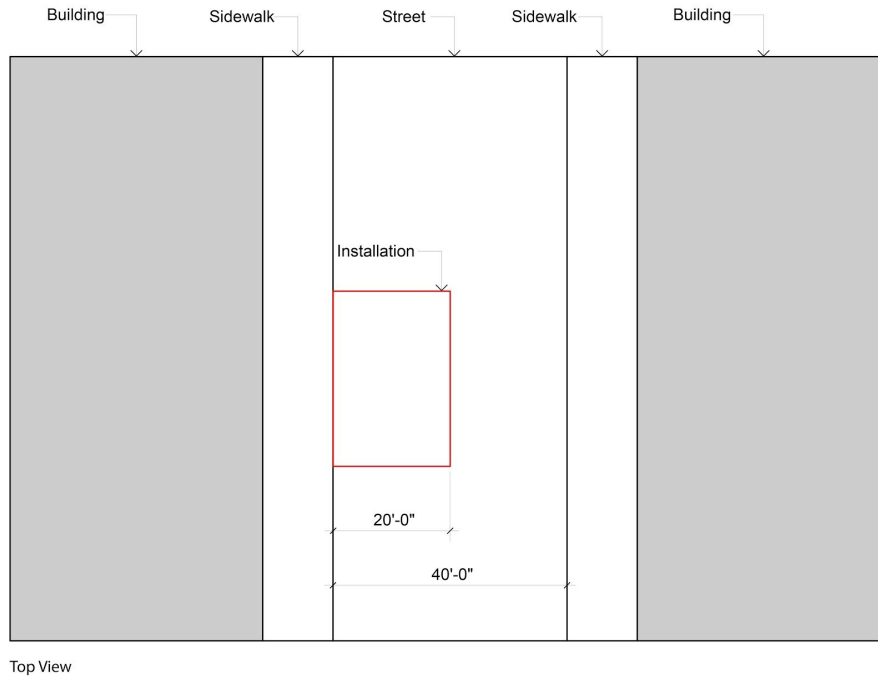 Building
Sidewalk
Street
Sidewalk
Building
Installation
20'-0"
40'-0"
Top View